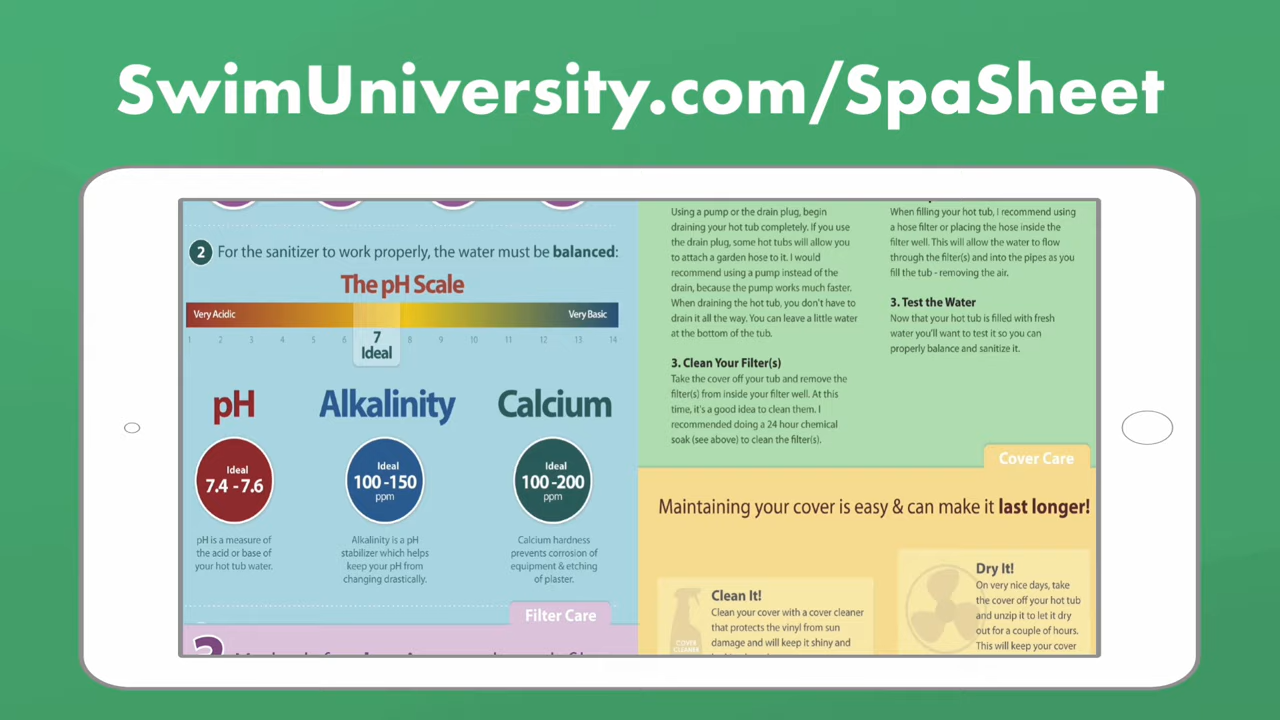 SwimUniversity.com/SpaSheet
2 For the sanitizer to work properly, the water must be balanced:
The pH Scale
Very Acidic
Very Basic
1 2 3 4 5 6 8 9 10 11 12 13 14
7
Ideal
pH
Ideal
7.4 - 7.6
pH is a measure of
the acid or base of
your hot tub water.
Alkalinity
Ideal
100 -150
ppm
Alkalinity is a pH
stabilizer which helps
keep your pH from
changing drastically.
Calcium
Ideal
100 -200
ppm
Calcium hardness
prevents corrosion of
equipment & etching
of plaster.
Filter Care
Using a pump or the drain plug, begin
draining your hot tub completely. If you use
the drain plug, some hot tubs will allow you
to attach a garden hose to it. I would
recommend using a pump instead of the
drain, because the pump works much faster.
When draining the hot tub, you don't have to
drain it all the way. You can leave a little water
at the bottom of the tub.
3. Clean Your Filter(s)
Take the cover off your tub and remove the
filter(s) from inside your filter well. At this
time, it's a good idea to clean them. I
recommended doing a 24 hour chemical
soak (see above) to clean the filter(s).
When filling your hot tub, I recommend using
a hose filter or placing the hose inside the
filter well. This will allow the water to flow
through the filter(s) and into the pipes as you
fill the tub - removing the air.
3. Test the Water
Now that your hot tub is filled with fresh
water you'll want to test it so you can
properly balance and sanitize it.
Cover Care
Maintaining your cover is easy & can make it last longer!
COVER
CLEANER
Clean It!
Clean your cover with a cover cleaner
that protects the vinyl from sun
damage and will keep it shiny and
Dry It!
On very nice days, take
the cover off your hot tub
and unzip it to let it dry
out for a couple of hours.
This will keep your cover